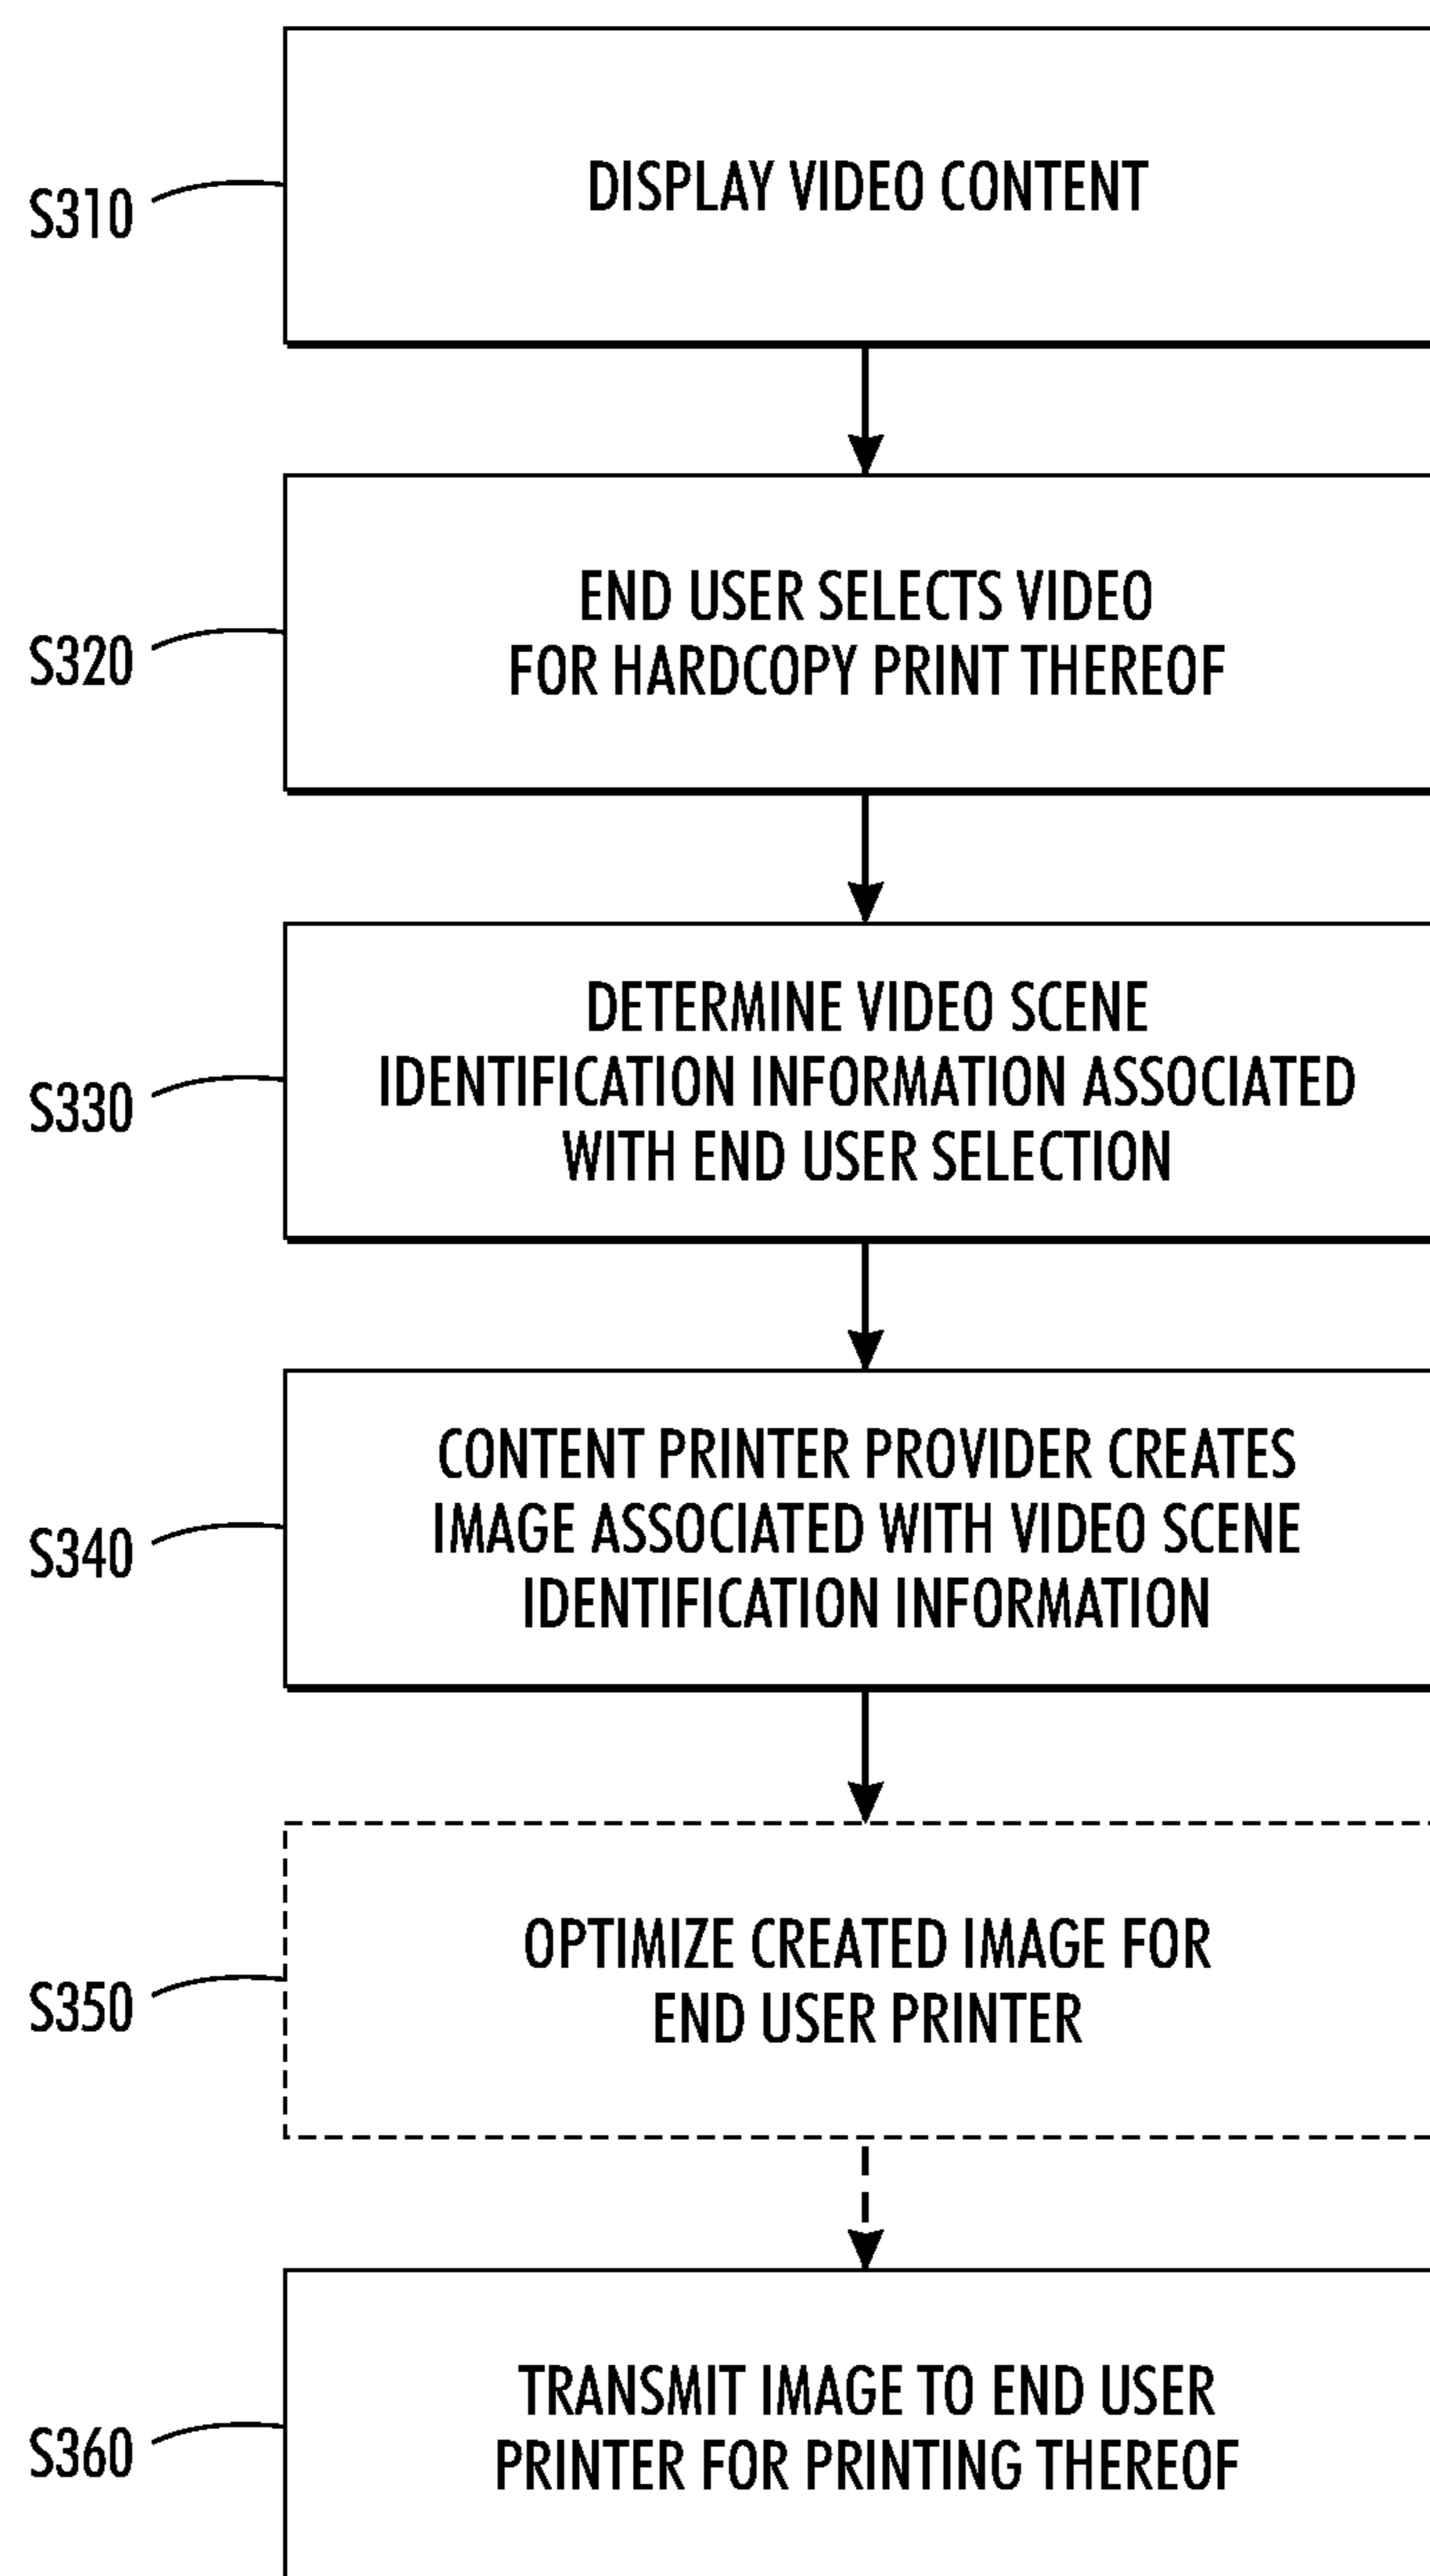 S310
DISPLAY VIDEO CONTENT
S320
END USER SELECTS VIDEO
FOR HARDCOPY PRINT THEREOF
S330
DETERMINE VIDEO SCENE
IDENTIFICATION INFORMATION ASSOCIATED
WITH END USER SELECTION
S340
CONTENT PRINTER PROVIDER CREATES
IMAGE ASSOCIATED WITH VIDEO SCENE
IDENTIFICATION INFORMATION
S350
OPTIMIZE CREATED IMAGE FOR
END USER PRINTER
S360
TRANSMIT IMAGE TO END USER
PRINTER FOR PRINTING THEREOF